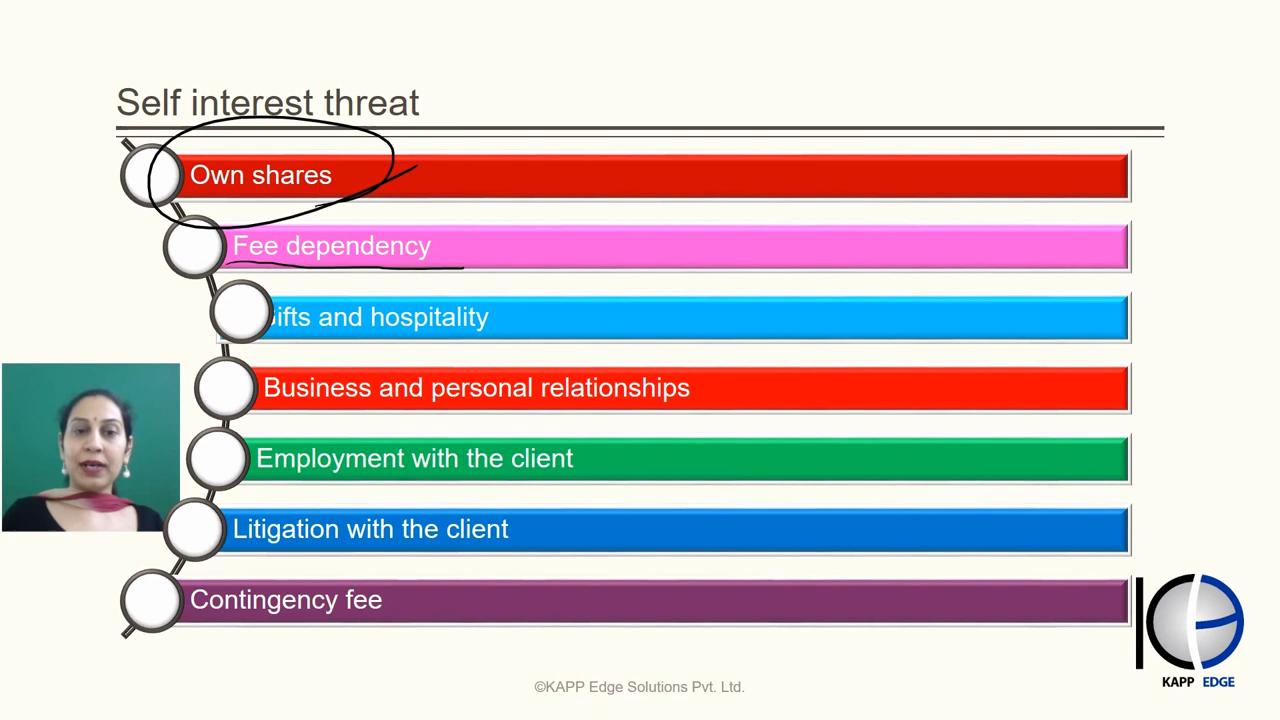 Self interest threat
Own shares
Fee dependency
ifts and hospitality
Business and personal relationships
Employment with the client
Litigation with the client
Contingency fee
KAPP EDGE
©KAPP Edge Solutions Pvt. Ltd.